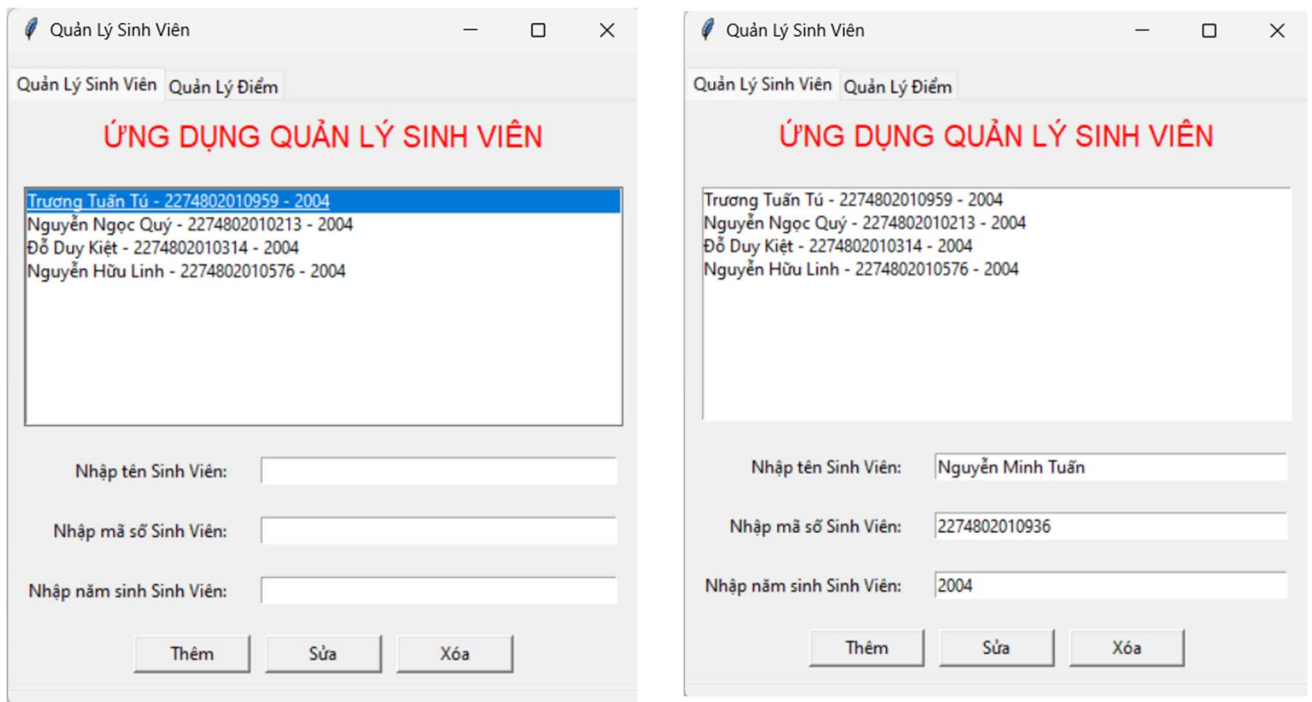 Quản Lý Sinh Viên
Quản Lý Sinh Viên Quản Lý Điểm
ỨNG DỤNG QUẢN LÝ SINH VIÊN
Trương Tuấn Tú - 2274802010959 - 2004
Nguyễn Ngọc Quý - 2274802010213 - 2004
Đỗ Duy Kiệt - 2274802010314 - 2004
Nguyễn Hữu Linh - 2274802010576 - 2004
Nhập tên Sinh Viên:
Nhập mã số Sinh Viên:
Nhập năm sinh Sinh Viên:
Thêm Sửa Xóa
Quản Lý Sinh Viên
Quản Lý Sinh Viên Quản Lý Điểm
ỨNG DỤNG QUẢN LÝ SINH VIÊN
Trương Tuấn Tú - 2274802010959 - 2004
Nguyễn Ngọc Quý - 2274802010213 - 2004
Đỗ Duy Kiệt - 2274802010314 - 2004
Nguyễn Hữu Linh - 2274802010576 - 2004
Nhập tên Sinh Viên: Nguyễn Minh Tuấn
Nhập mã số Sinh Viên: 2274802010936
Nhập năm sinh Sinh Viên: 2004
Thêm Sửa Xóa